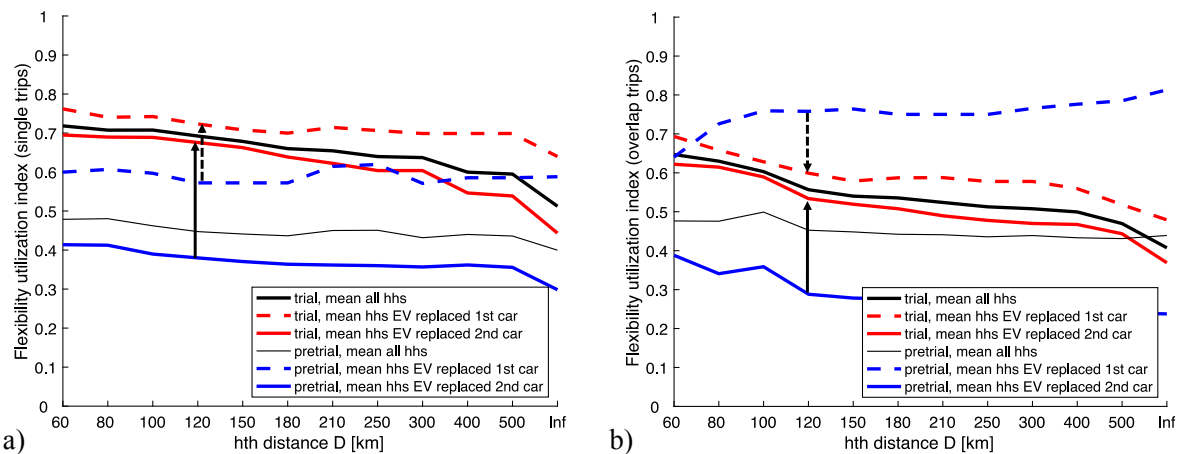 Flexibility utilization index (single trips)
1
0.9
0.8
0.7
0.6
0.5
0.4
0.3
0.2
0.1
0
trial, mean all hhs
trial, mean hhs EV replaced 1st car
trial, mean hhs EV replaced 2nd car
pretrial, mean all hhs
pretrial, mean hhs EV replaced 1st car
pretrial, mean hhs EV replaced 2nd car
60 80 100 120 150 180 210 250 300 400 500 Inf
hth distance D [km]
a)
Flexibility utilization index (overlap trips)
1
0.9
0.8
0.7
0.6
0.5
0.4
0.3
0.2
0.1
0
trial, mean all hhs
trial, mean hhs EV replaced 1st car
trial, mean hhs EV replaced 2nd car
pretrial, mean all hhs
pretrial, mean hhs EV replaced 1st car
pretrial, mean hhs EV replaced 2nd car
60 80 100 120 150 180 210 250 300 400 500 Inf
hth distance D [km]
b)